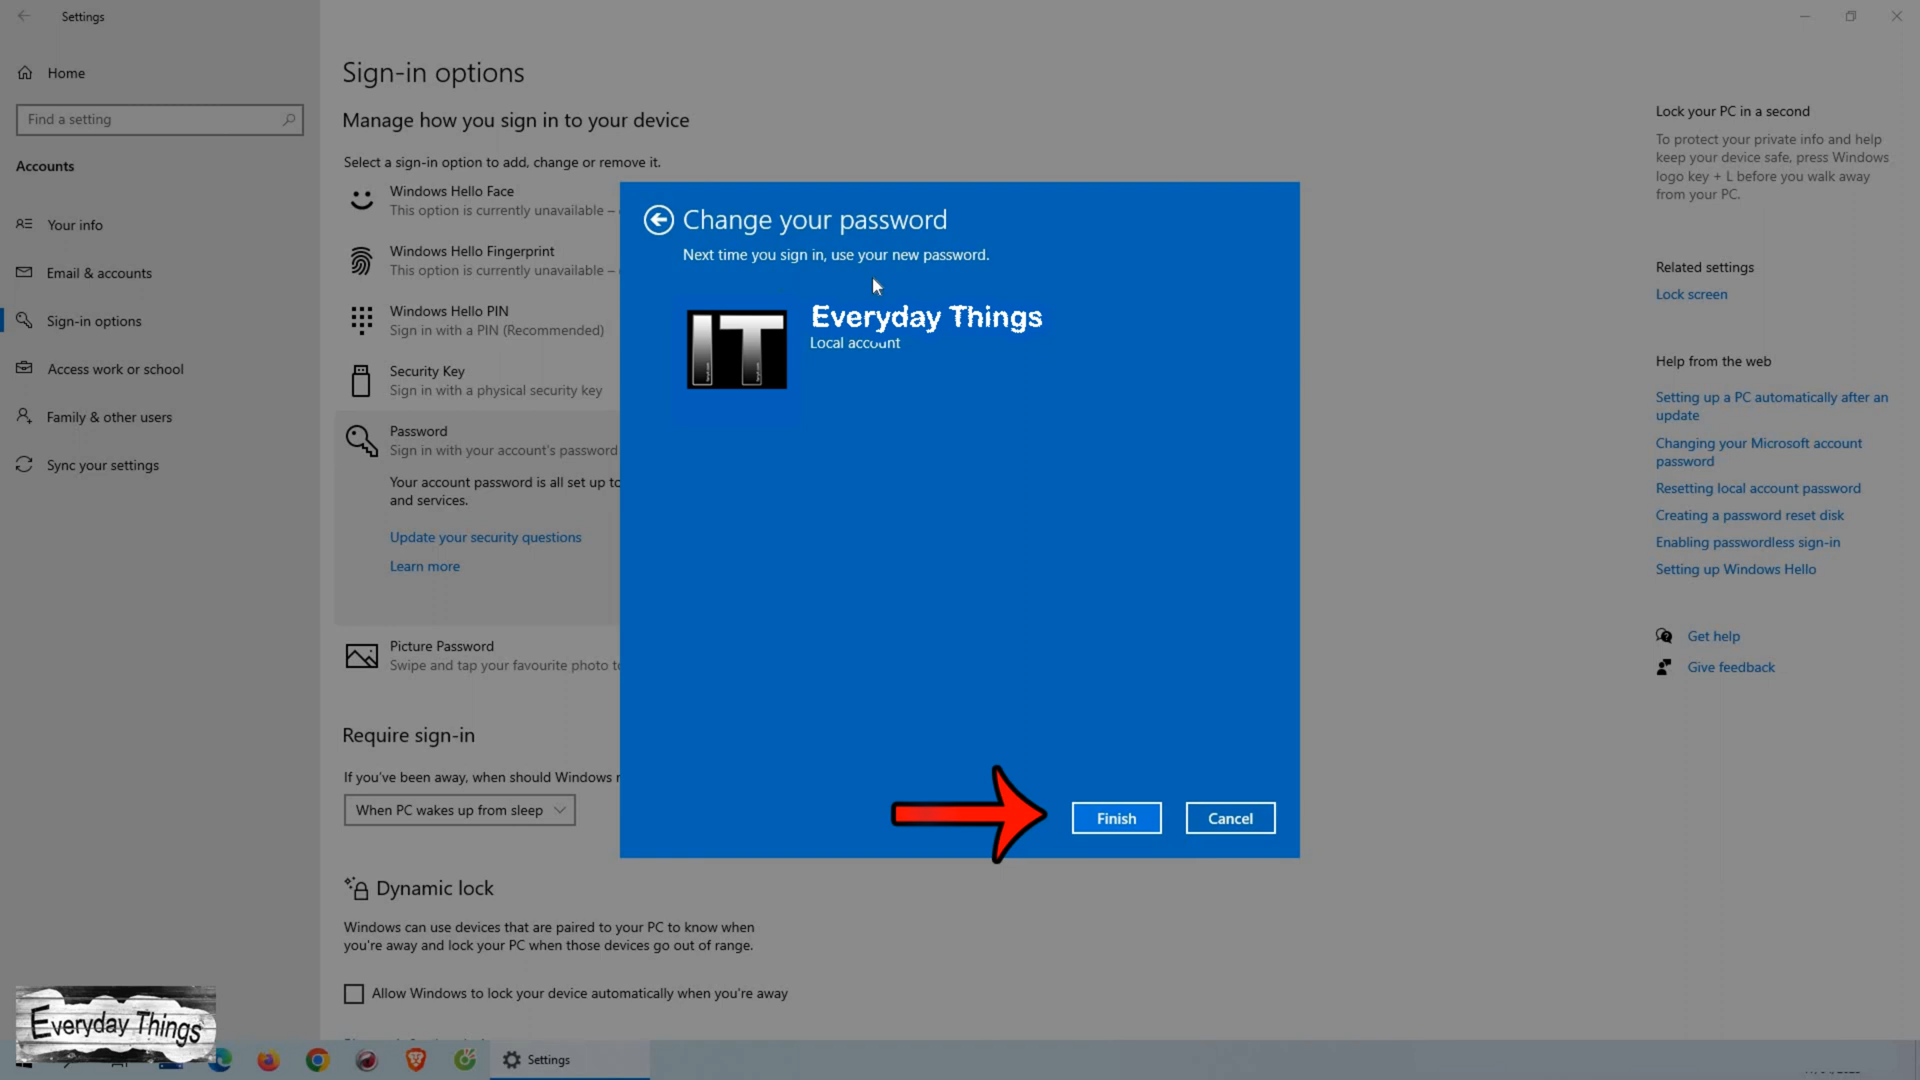 Settings
Home
Find a setting
Accounts
Your info
Email & accounts
Sign-in options
Access work or school
Family & other users
Sync your settings
Sign-in options
Manage how you sign in to your device
Select a sign-in option to add, change or remove it.
Windows Hello Face
This option is currently unavailable –
Windows Hello Fingerprint
This option is currently unavailable –
Windows Hello PIN
Sign in with a PIN (Recommended)
Security Key
Sign in with a physical security key
Password
Sign in with your account's password
Your account password is all set up to
and services.
Update your security questions
Learn more
Picture Password
Swipe and tap your favourite photo to
Require sign-in
If you've been away, when should Windows
When PC wakes up from sleep
Dynamic lock
Windows can use devices that are paired to your PC to know when
you're away and lock your PC when those devices go out of range.
Allow Windows to lock your device automatically when you're away
Change your password
Next time you sign in, use your new password.
IT
Everyday Things
Local account
Finish
Cancel
Lock your PC in a second
To protect your private info and help
keep your device safe, press Windows
logo key + L before you walk away
from your PC.
Related settings
Lock screen
Help from the web
Setting up a PC automatically after an
update
Changing your Microsoft account
password
Resetting local account password
Creating a password reset disk
Enabling passwordless sign-in
Setting up Windows Hello
Get help
Give feedback
Everyday Things
Settings